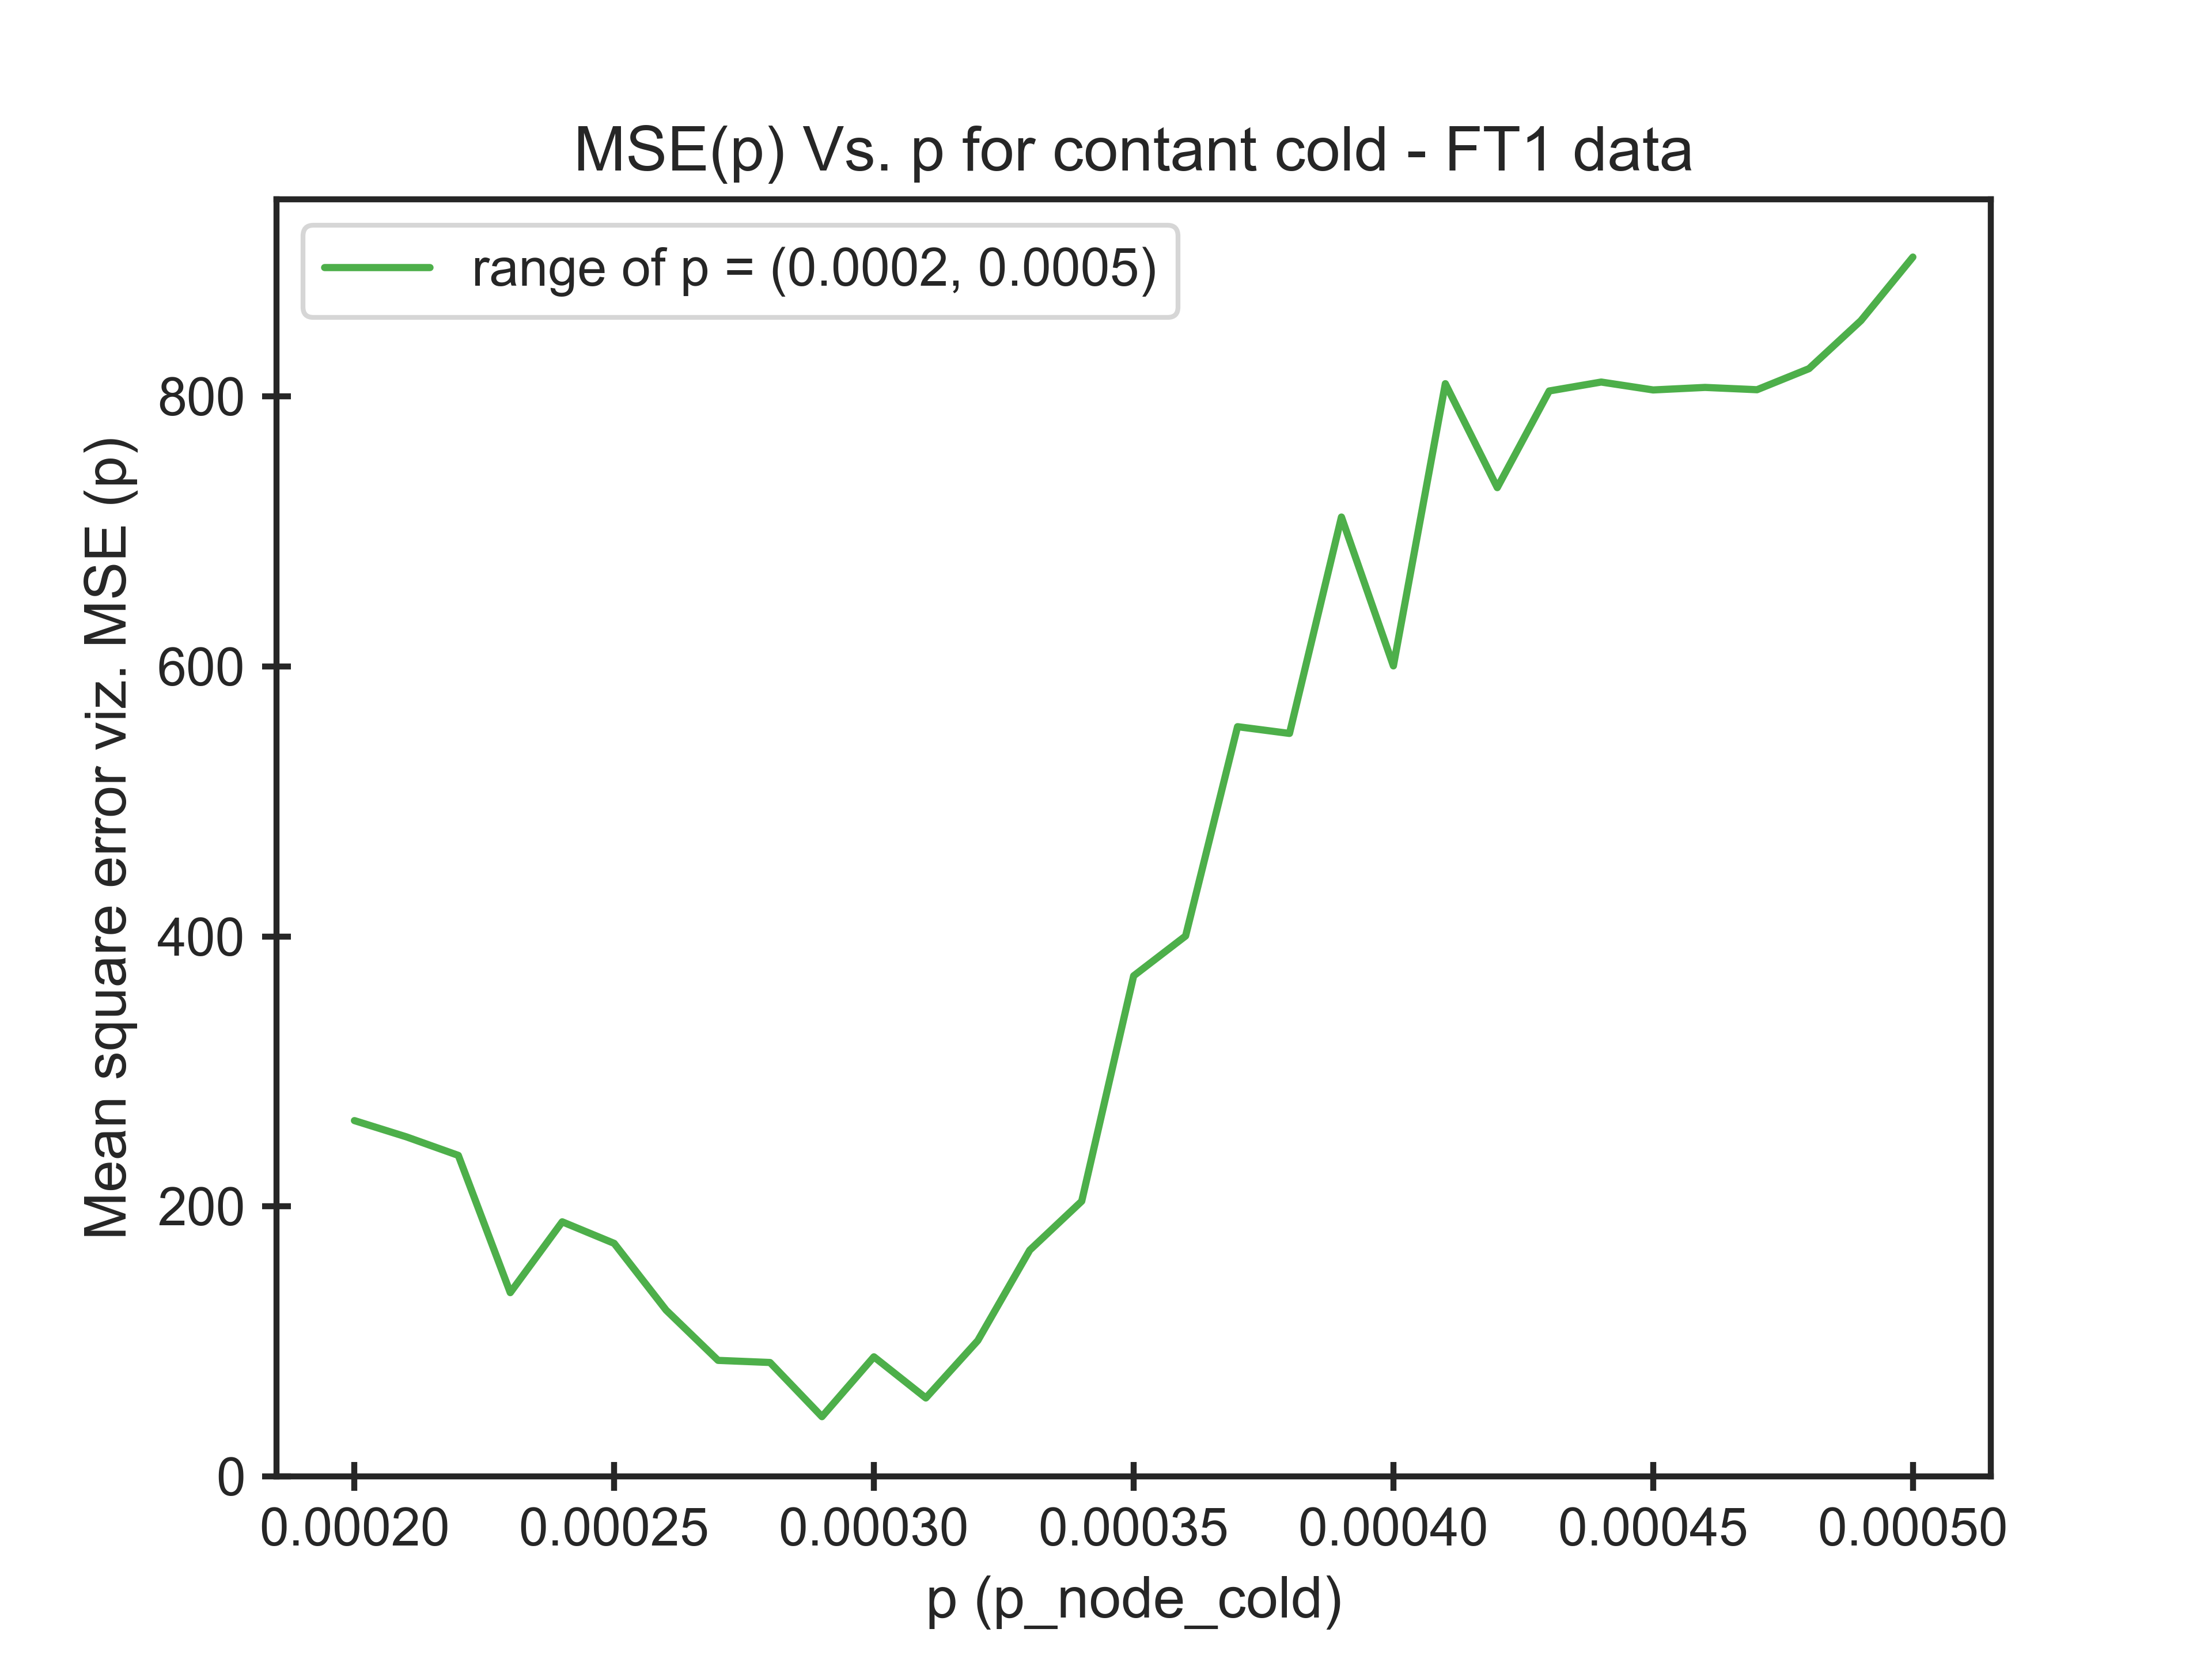 MSE(p) Vs. p for contant cold - FT1 data
range of p = (0.0002, 0.0005)
Mean square error viz. MSE (p)
800
600
400
200
0
0.00020 0.00025 0.00030 0.00035 0.00040 0.00045 0.00050
p (p_node_cold)